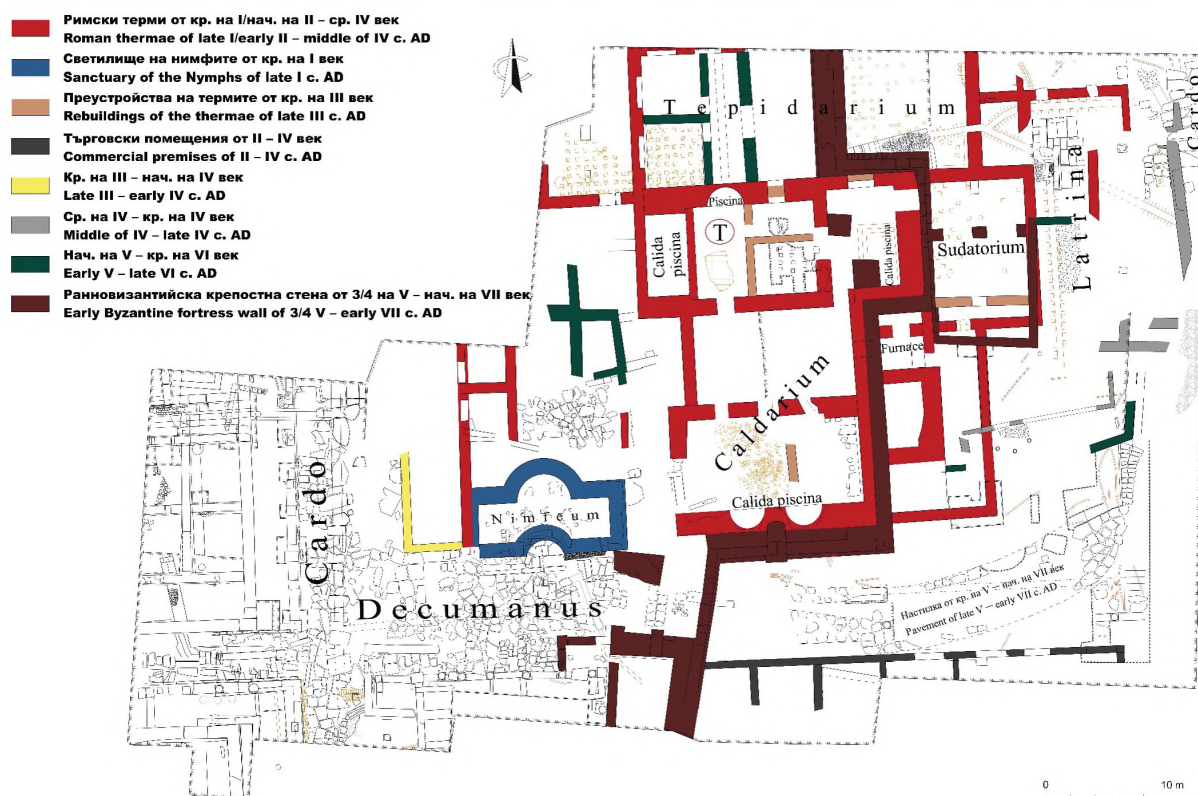 Римски терми от кр. на I/нач. на II – ср. IV век
Roman thermae of late I/early II – middle of IV c. AD
Светилище на нимфите от кр. на I век
Sanctuary of the Nymphs of late I c. AD
Преустройства на термите от кр. на III век
Rebuildings of the thermae of late III c. AD
Търговски помещения от II – IV век
Commercial premises of II – IV c. AD
Кр. на III – нач. на IV век
Late III – early IV c. AD
Ср. на IV – кр. на IV век
Middle of IV – late IV c. AD
Нач. на V – кр. на VI век
Early V – late VI c. AD
Ранновизантийска крепостна стена от 3/4 на V – нач. на VII век
Early Byzantine fortress wall of 3/4 V – early VII c. AD
Tepidarium
Cardo
Latrina
Piscina
T
Calida
piscina
Calida piscina
Sudatorium
Furnace
Caldarium
Calida piscina
Nimfeum
Cardo
Decumanus
Настилка от кр. на V – нач. на VII век
Pavement of late V – early VII c. AD
0 10 m